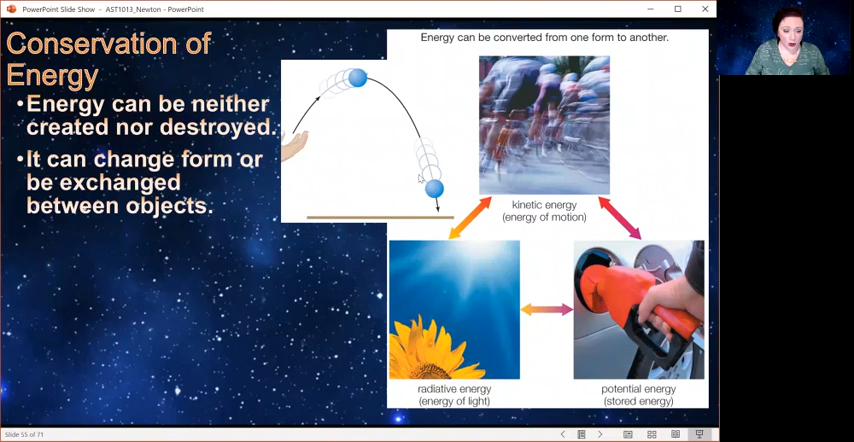 PowerPoint Slide Show - AST1013_Newton - PowerPoint
Conservation of
Energy
•Energy can be neither
created nor destroyed.
•It can change form or
be exchanged
between objects.
Energy can be converted from one form to another.
kinetic energy
(energy of motion)
radiative energy
(energy of light)
potential energy
(stored energy)
Slide 55 of 71